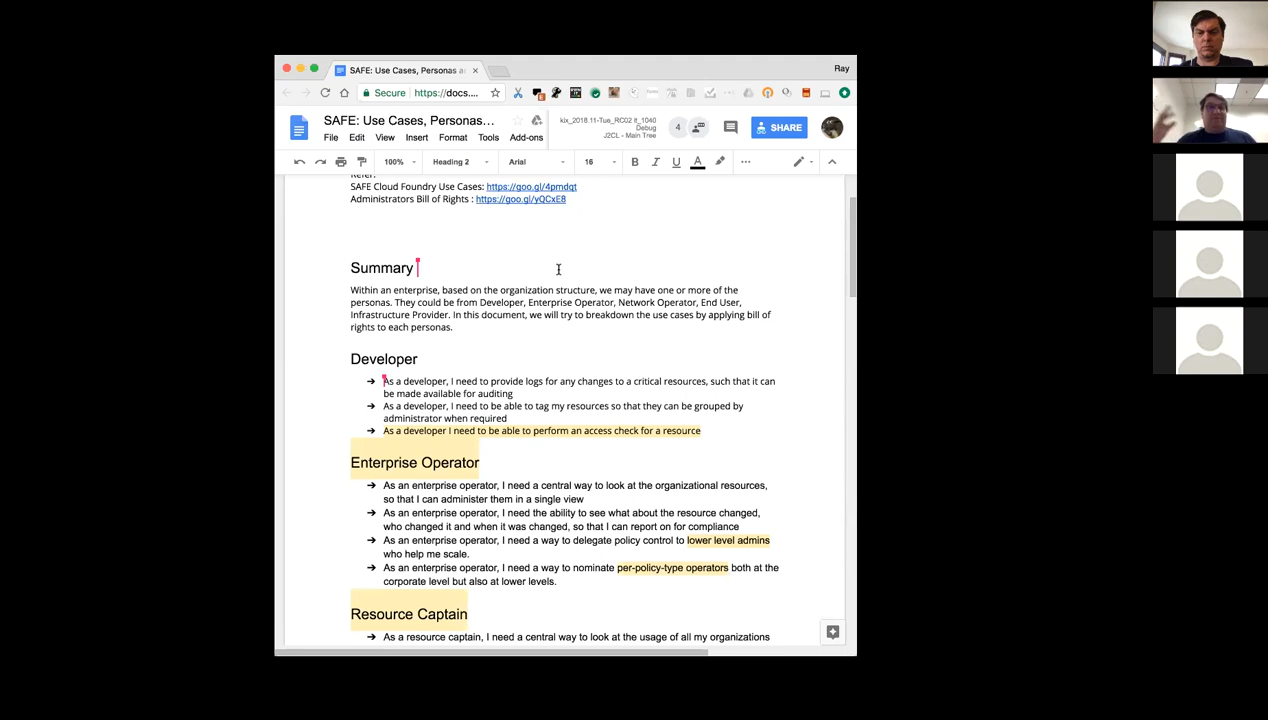 SAFE: Use Cases, Personas a
Ray
Secure https://docs....
SAFE: Use Cases, Personas...
File Edit View Insert Format Tools Add-ons
kix_2018.11-Tue_RC02 it_1040
Debug
J2CL - Main Tree
4
SHARE
100% Heading 2 Arial 16 B I U A
Refer:
SAFE Cloud Foundry Use Cases: https://goo.gl/4pmdqt
Administrators Bill of Rights : https://goo.gl/yQCxE8
Summary
Within an enterprise, based on the organization structure, we may have one or more of the
personas. They could be from Developer, Enterprise Operator, Network Operator, End User,
Infrastructure Provider. In this document, we will try to breakdown the use cases by applying bill of
rights to each personas.
Developer
➔ As a developer, I need to provide logs for any changes to a critical resources, such that it can
be made available for auditing
➔ As a developer, I need to be able to tag my resources so that they can be grouped by
administrator when required
➔ As a developer I need to be able to perform an access check for a resource
Enterprise Operator
➔ As an enterprise operator, I need a central way to look at the organizational resources,
so that I can administer them in a single view
➔ As an enterprise operator, I need the ability to see what about the resource changed,
who changed it and when it was changed, so that I can report on for compliance
➔ As an enterprise operator, I need a way to delegate policy control to lower level admins
who help me scale.
➔ As an enterprise operator, I need a way to nominate per-policy-type operators both at the
corporate level but also at lower levels.
Resource Captain
➔ As a resource captain, I need a central way to look at the usage of all my organizations